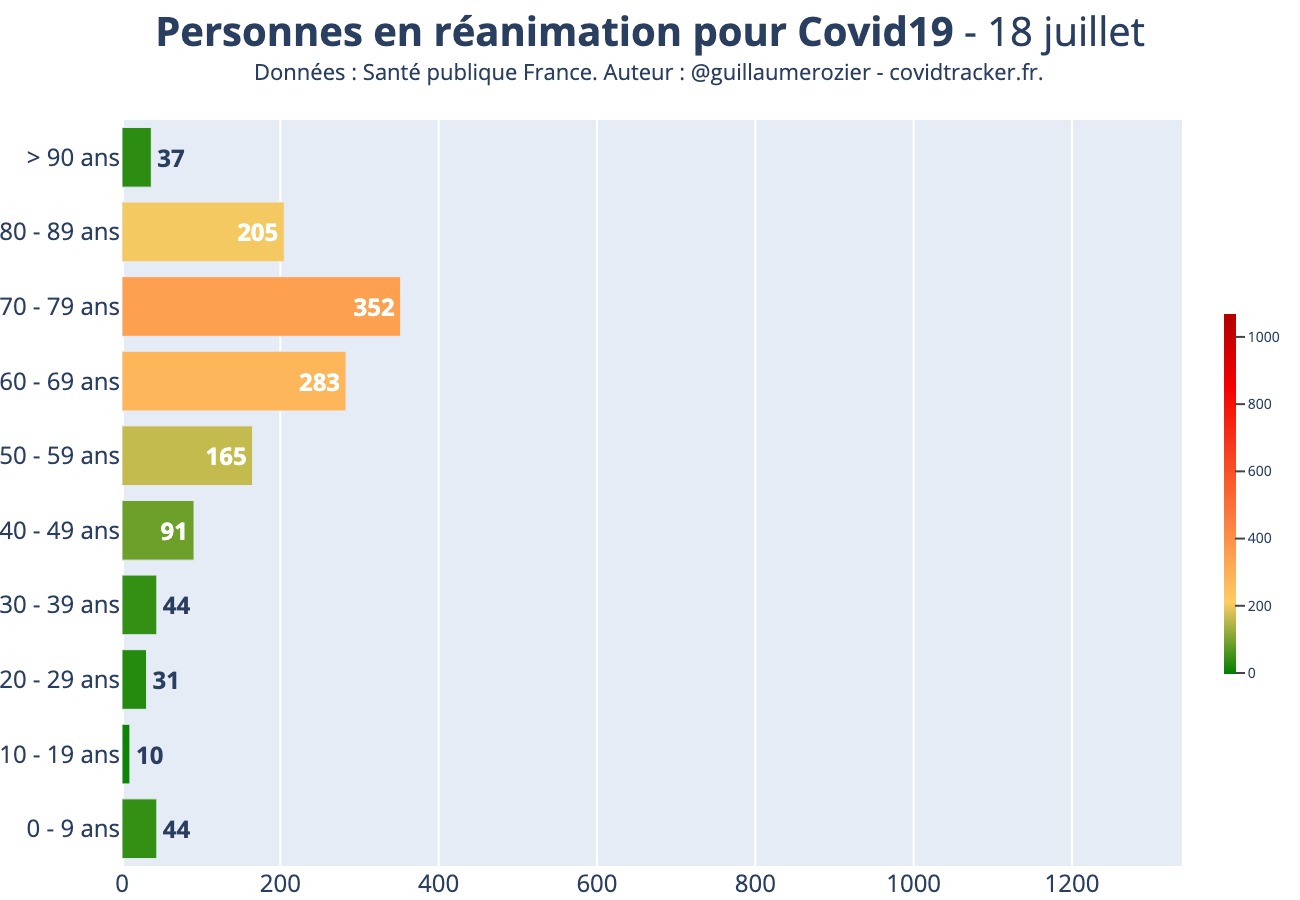 Personnes en réanimation pour Covid19 - 18 juillet
Données : Santé publique France. Auteur : @guillaumerozier - covidtracker.fr.
> 90 ans 37
80 - 89 ans 205
70 - 79 ans 352
60 - 69 ans 283
50 - 59 ans 165
40 - 49 ans 91
30 - 39 ans 44
20 - 29 ans 31
10 - 19 ans 10
0 - 9 ans 44
0 200 400 600 800 1000 1200
1000
800
600
400
200
0